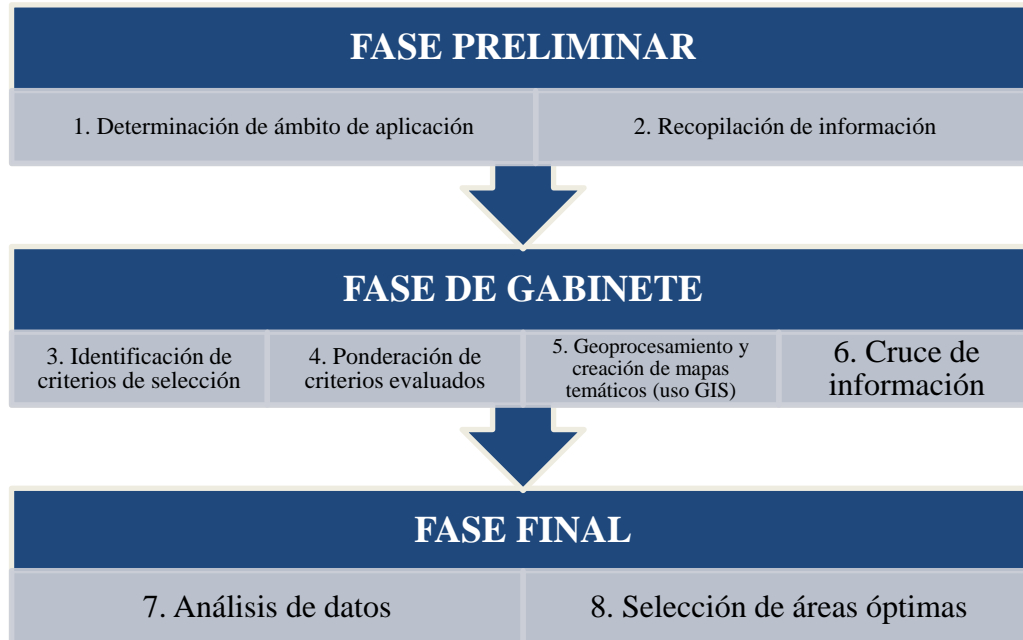 FASE PRELIMINAR
1. Determinación de ámbito de aplicación
2. Recopilación de información
FASE DE GABINETE
3. Identificación de
criterios de selección
4. Ponderación de
criterios evaluados
5. Geoprocesamiento y
creación de mapas
temáticos (uso GIS)
6. Cruce de
información
FASE FINAL
7. Análisis de datos
8. Selección de áreas óptimas